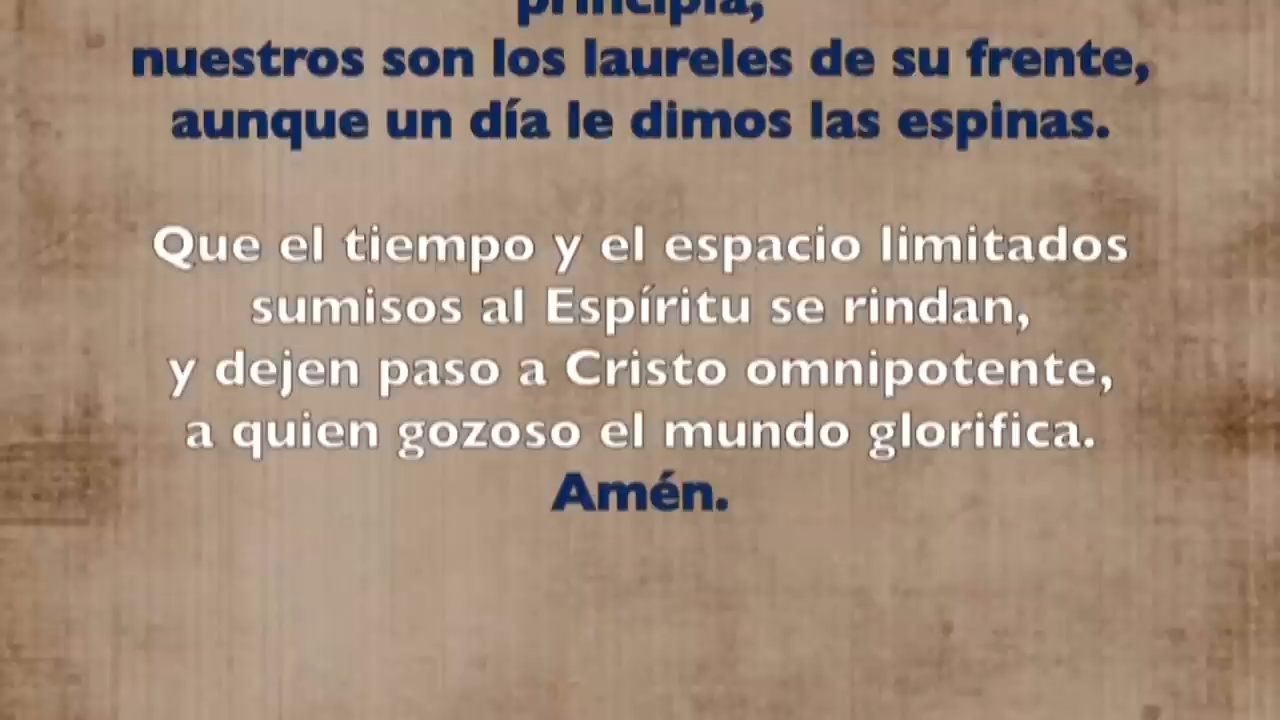 principia,
nuestros son los laureles de su frente,
aunque un día le dimos las espinas.
Que el tiempo y el espacio limitados
sumisos al Espíritu se rindan,
y dejen paso a Cristo omnipotente,
a quien gozoso el mundo glorifica.
Amén.